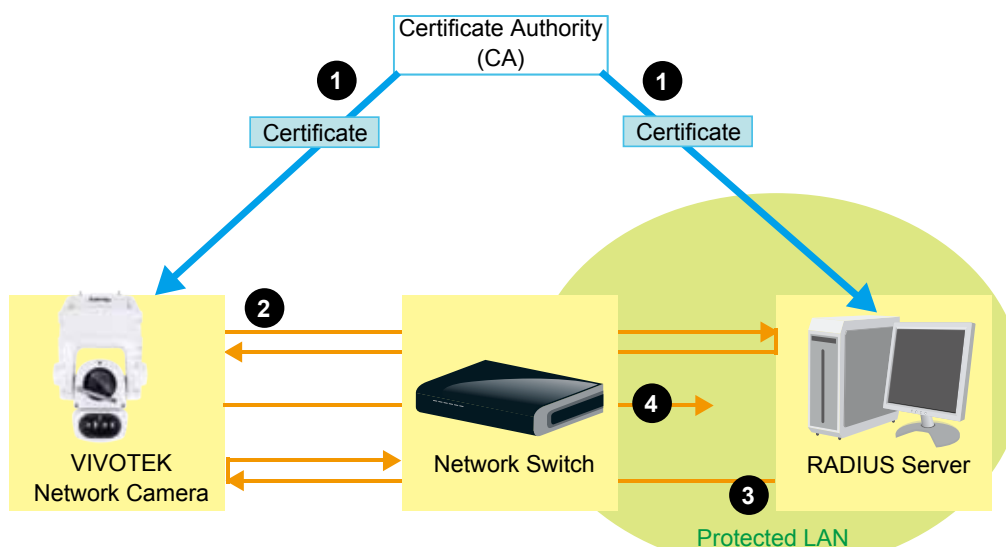 Certificate Authority
(CA)
1
1
Certificate
Certificate
2
4
VIVOTEK
Network Camera
Network Switch
RADIUS Server
3
Protected LAN